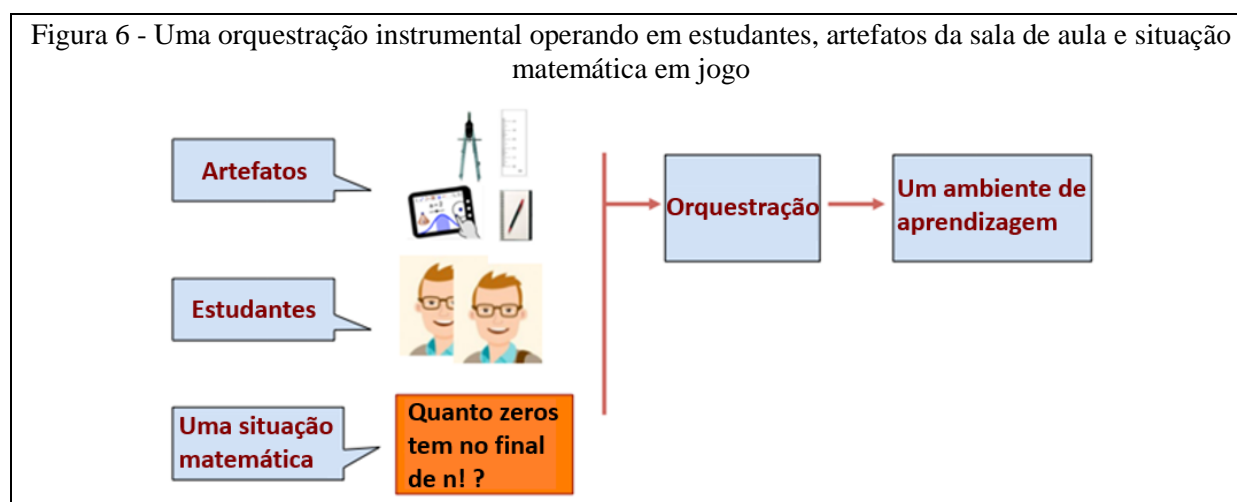 Figura 6 - Uma orquestração instrumental operando em estudantes, artefatos da sala de aula e situação
matemática em jogo
Artefatos
Orquestração
Um ambiente de
aprendizagem
Estudantes
Uma situação
matemática
Quanto zeros
tem no final
de n! ?